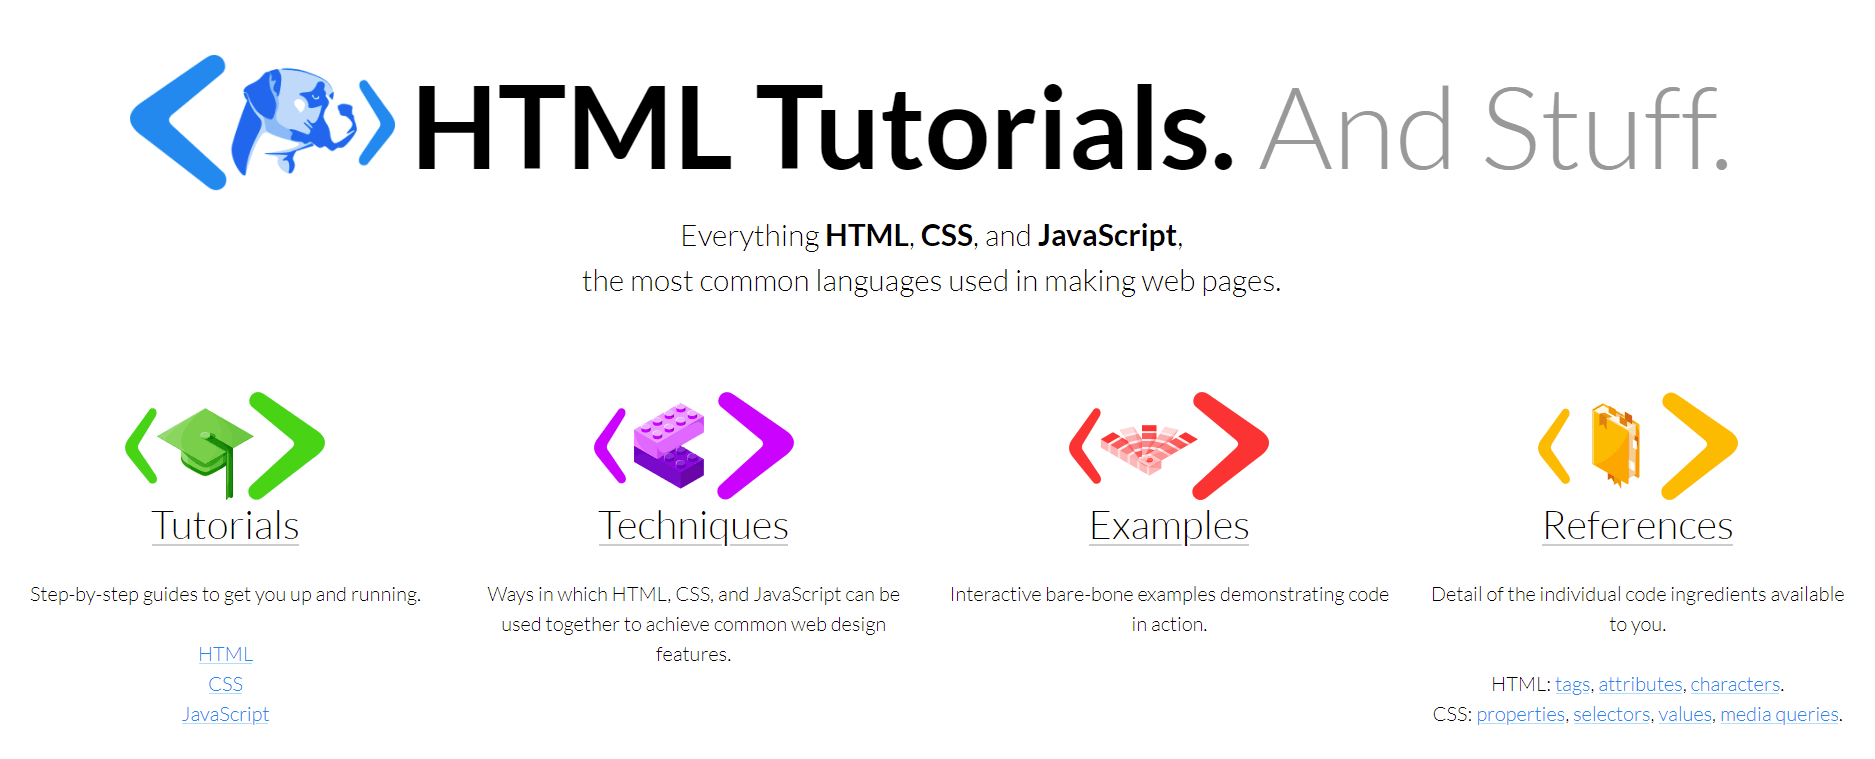 HTML Tutorials. And Stuff.
Everything HTML, CSS, and JavaScript,
the most common languages used in making web pages.
Tutorials
Step-by-step guides to get you up and running.
HTML
CSS
JavaScript
Techniques
Ways in which HTML, CSS, and JavaScript can be
used together to achieve common web design
features.
Examples
Interactive bare-bone examples demonstrating code
in action.
References
Detail of the individual code ingredients available
to you.
HTML: tags, attributes, characters.
CSS: properties, selectors, values, media queries.